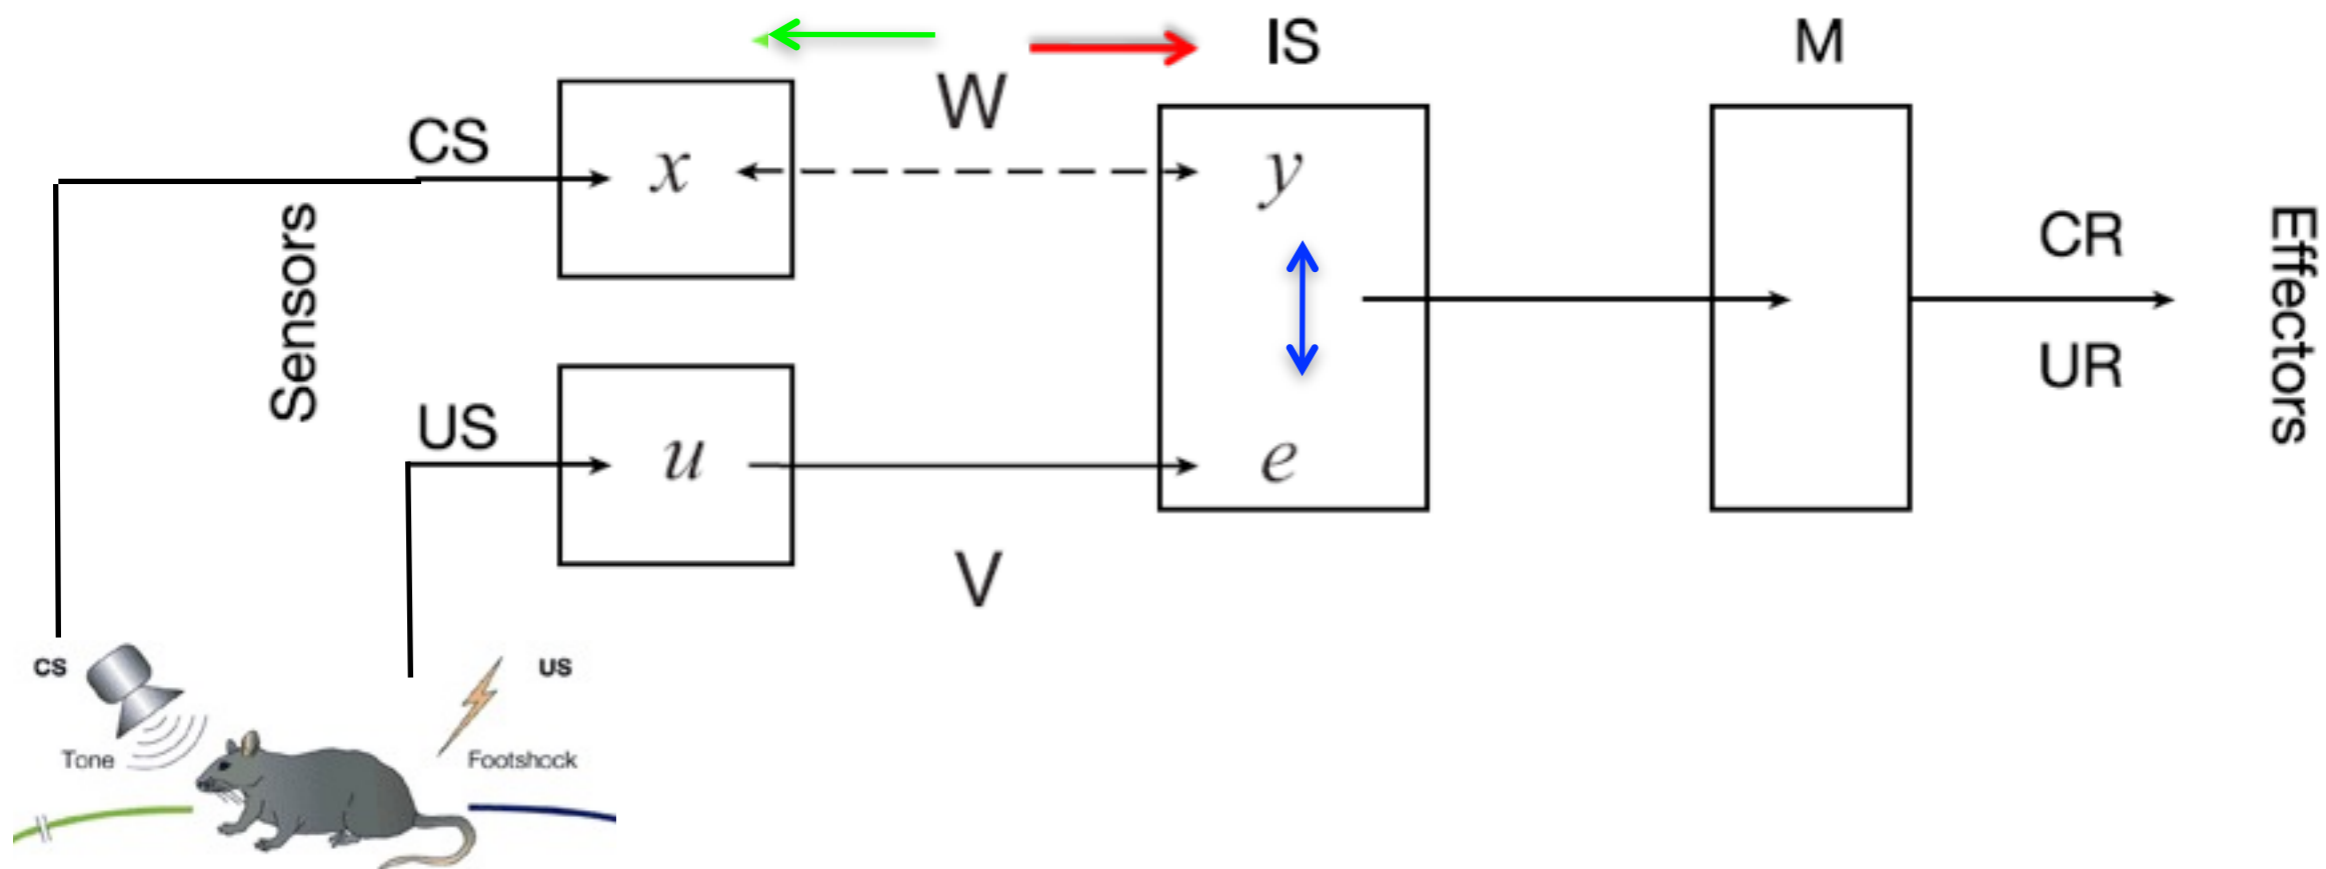 W
IS
M
CS
x
y
Sensors
CR
Effectors
UR
US
u
e
V
CS
US
Tone
Footshock